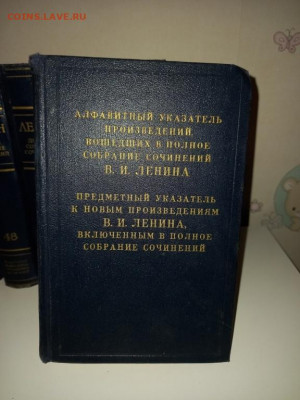 COINS.LAVE.RU
АЛФАВИТНЫЙ УКАЗАТЕЛЬ
ПРОИЗВЕДЕНИЙ,
ВОШЕДШИХ В ПОЛНОЕ
СОБРАНИЕ СОЧИНЕНИЙ
В. И. ЛЕНИНА
ПРЕДМЕТНЫЙ УКАЗАТЕЛЬ
К НОВЫМ ПРОИЗВЕДЕНИЯМ
В. И. ЛЕНИНА,
ВКЛЮЧЕННЫМ В ПОЛНОЕ
СОБРАНИЕ СОЧИНЕНИЙ